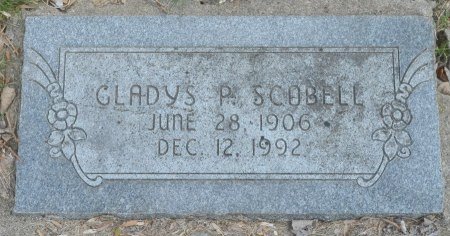 GLADYS P. SCOBELL
JUNE 28, 1906
DEC. 12, 1992